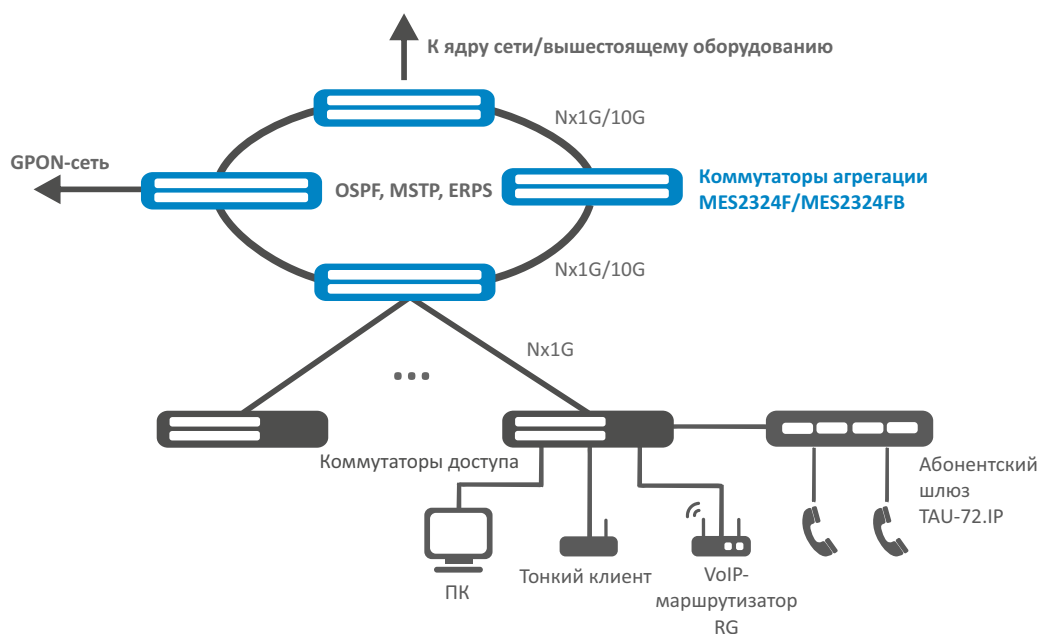 К ядру сети/вышестоящему оборудованию
Nx1G/10G
GPON-сеть
OSPF, MSTP, ERPS
Коммутаторы агрегации
MES2324F/MES2324FB
Nx1G/10G
Nx1G
...
Коммутаторы доступа
Абонентский
шлюз
TAU-72.IP
ПК
Тонкий клиент
VoIP-
маршрутизатор
RG